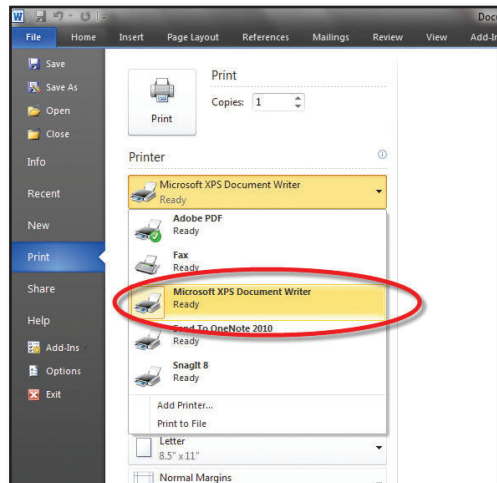 W
Docu
File Home Insert Page Layout References Mailings Review View Add-In
Save
Save As
Open
Close
Info
Recent
New
Print
Share
Help
Add-Ins
Options
Exit
Print
Copies: 1
Print
Printer
Microsoft XPS Document Writer
Ready
Adobe PDF
Ready
Fax
Ready
Microsoft XPS Document Writer
Ready
Send To OneNote 2010
Ready
SnagIt 8
Ready
Add Printer...
Print to File
Letter
8.5" x 11"
Normal Margins